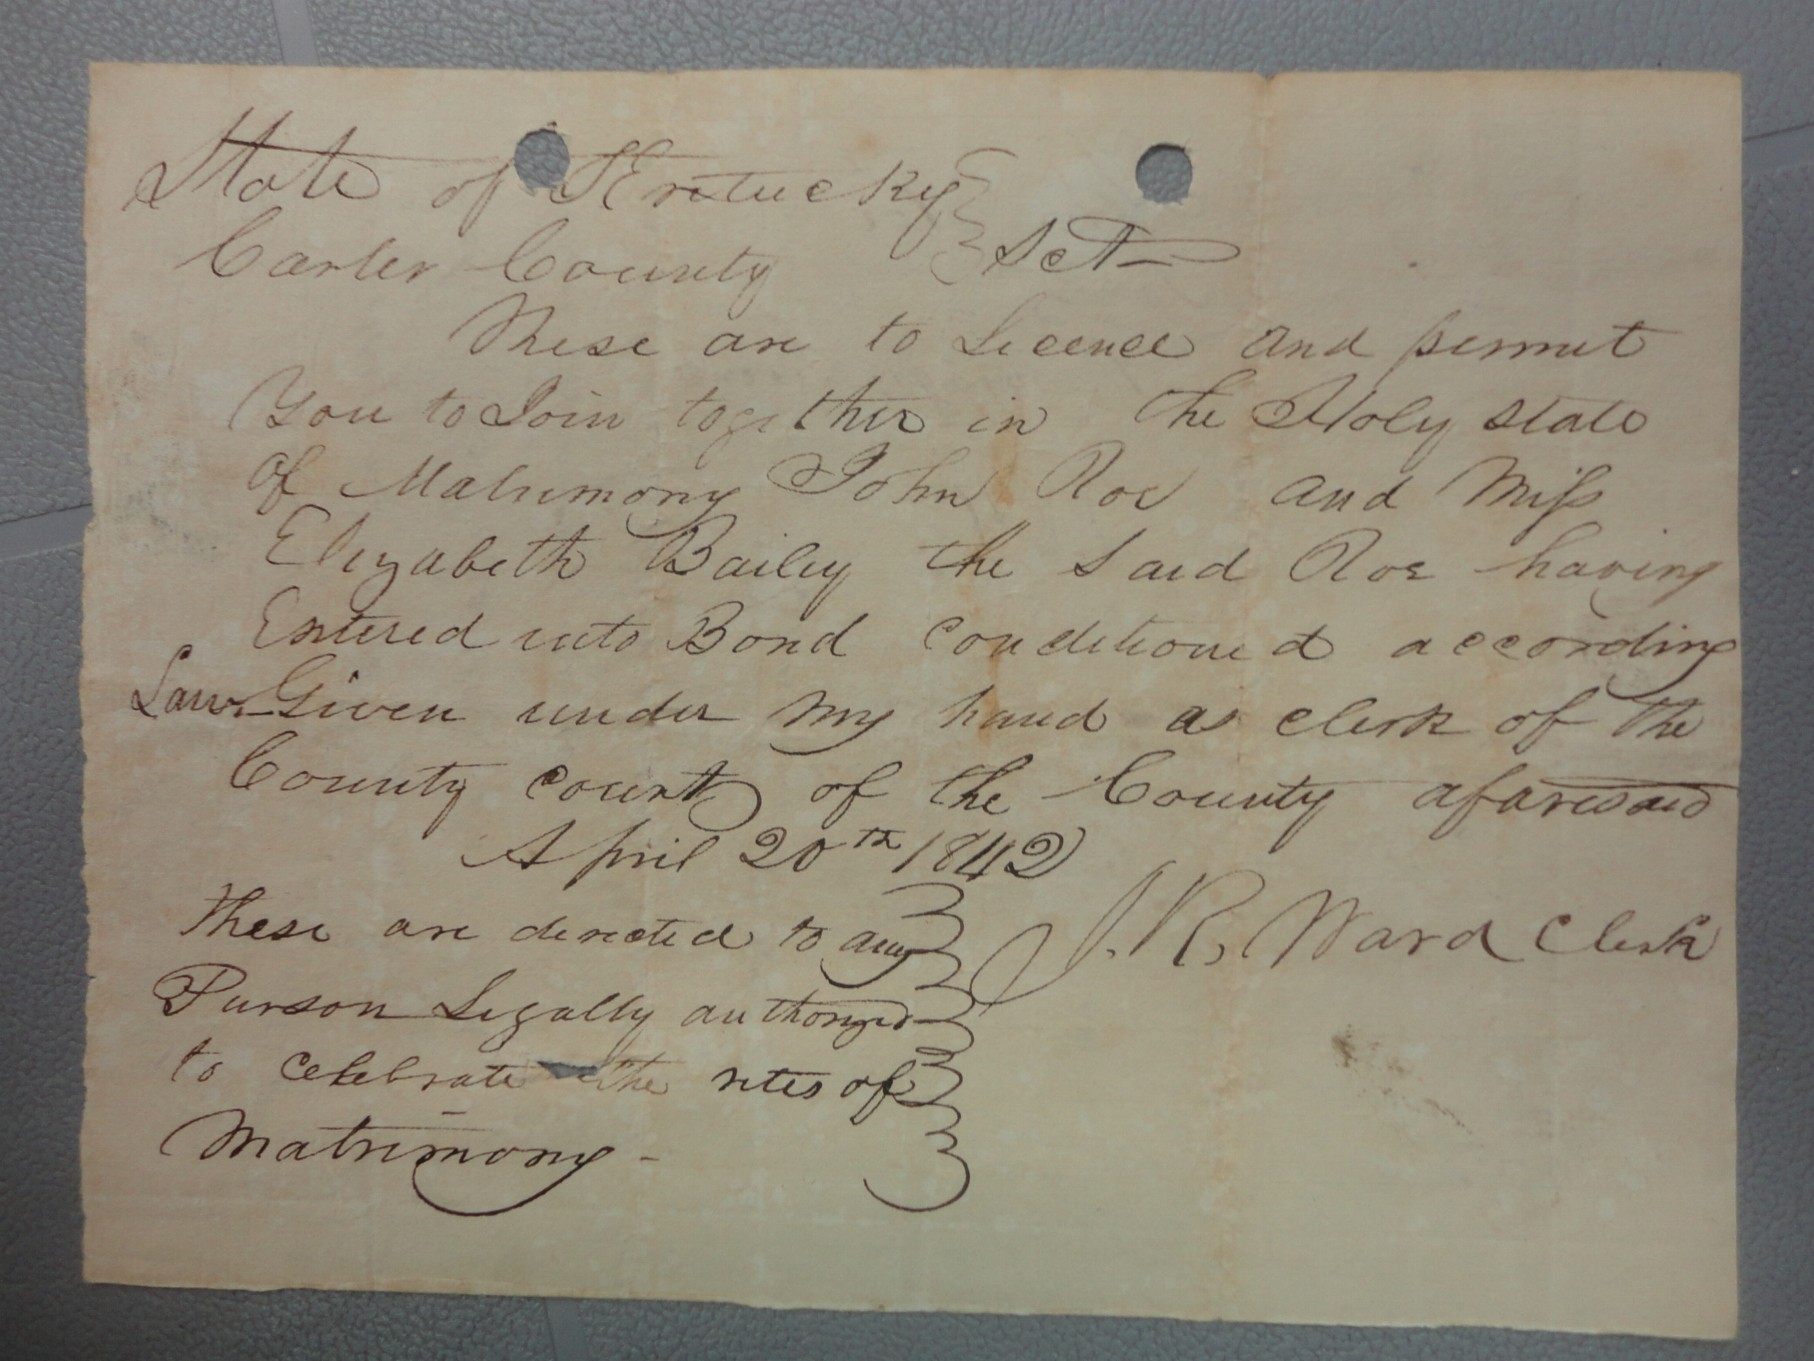 State of Kentucky
Carter County Sct
These are to Licence and permit
You to Join together in the Holy state
of Matrimony John Roe and Miss
Elizabeth Bailey the said Roe having
Entered into Bond conditioned according
Law. Given under my hand as clerk of the
County court of the County aforesaid
April 20th 1842
J. R. Ward Clerk
These are directed to any
Purson Legally authorized
to celebrate the rites of
Matrimony -